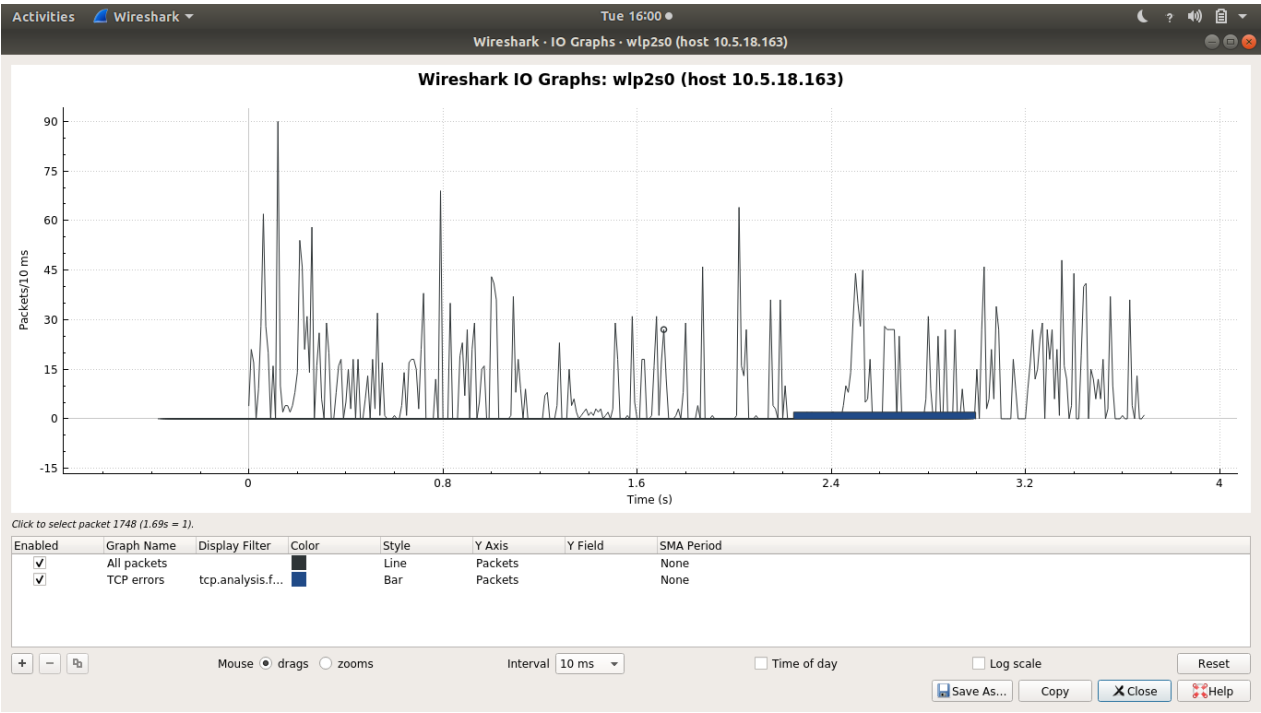 Activities Wireshark Tue 16:00
Wireshark · IO Graphs · wlp2s0 (host 10.5.18.163)
Wireshark IO Graphs: wlp2s0 (host 10.5.18.163)
90
75
60
45
30
15
0
-15
Packets/10 ms
0 0.8 1.6 2.4 3.2 4
Time (s)
Click to select packet 1748 (1.69s = 1).
Enabled Graph Name Display Filter Color Style Y Axis Y Field SMA Period
All packets Line Packets None
TCP errors tcp.analysis.f... Bar Packets None
Mouse drags zooms Interval 10 ms Time of day Log scale Reset
Save As... Copy Close Help